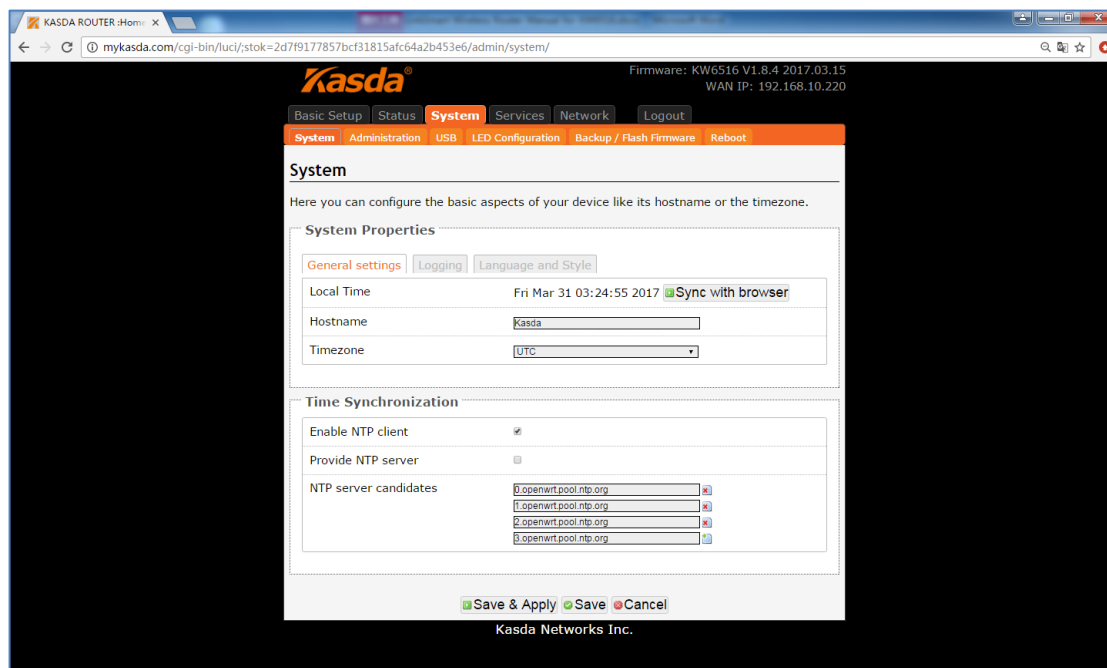 KASDA ROUTER :Home
mykasda.com/cgi-bin/luci/;stok=2d7f9177857bcf31815afc64a2b453e6/admin/system/
Kasda®
Firmware: KW6516 V1.8.4 2017.03.15
WAN IP: 192.168.10.220
Basic Setup Status System Services Network Logout
System Administration USB LED Configuration Backup / Flash Firmware Reboot
System
Here you can configure the basic aspects of your device like its hostname or the timezone.
System Properties
General settings Logging Language and Style
Local Time Fri Mar 31 03:24:55 2017 Sync with browser
Hostname Kasda
Timezone UTC
Time Synchronization
Enable NTP client
Provide NTP server
NTP server candidates 0.openwrt.pool.ntp.org
1.openwrt.pool.ntp.org
2.openwrt.pool.ntp.org
3.openwrt.pool.ntp.org
Save & Apply Save Cancel
Kasda Networks Inc.